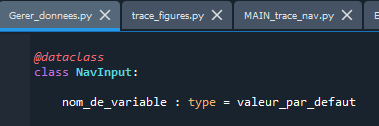 Gerer_donnees.py trace_figures.py MAIN_trace_nav.py
@dataclass
class NavInput:
nom_de_variable : type = valeur_par_defaut